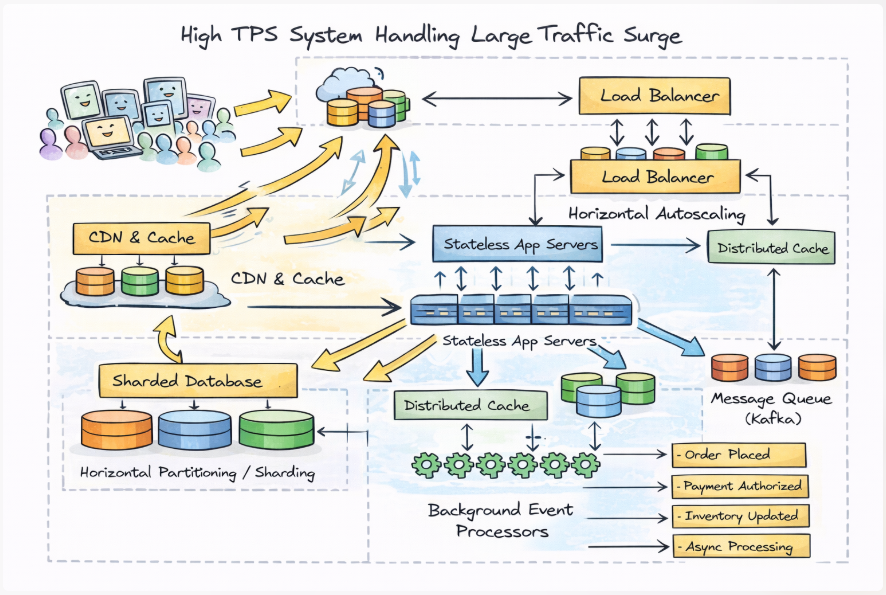 High TPS System Handling Large Traffic Surge
Load Balancer
Load Balancer
Horizontal Autoscaling
CDN & Cache
Stateless App Servers
Distributed Cache
CDN & Cache
Stateless App Servers
Sharded Database
Distributed Cache
Message Queue
(Kafka)
Horizontal Partitioning / Sharding
Background Event
Processors
- Order Placed
- Payment Authorized
- Inventory Updated
- Async Processing